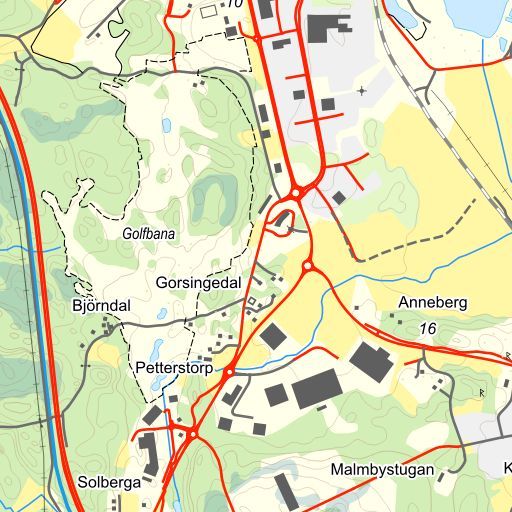 10
Golfbana
Gorsingedal
Björndal
Anneberg
16
Petterstorp
R
R
Malmbystugan
K
Solberga